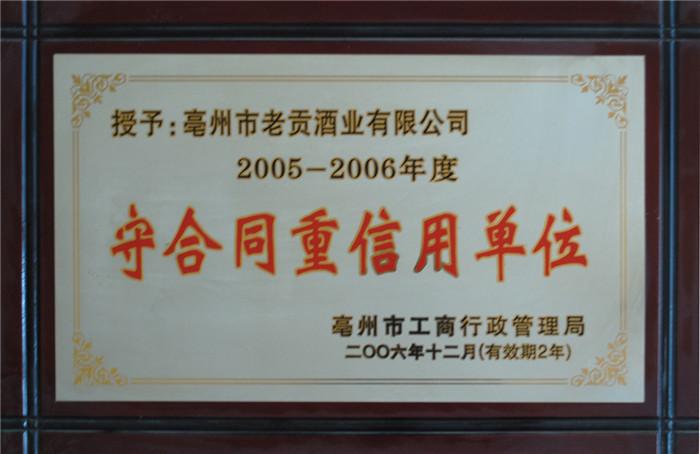 授予：亳州市老贡酒业有限公司
2005-2006年度
守合同重信用单位
亳州市工商行政管理局
二〇〇六年十二月(有效期2年)